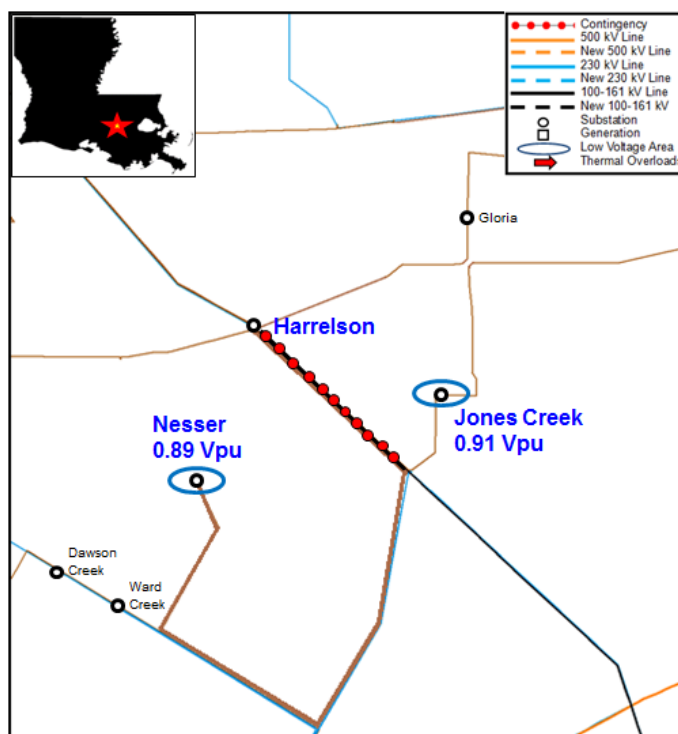 Contingency
500 kV Line
New 500 kV Line
230 kV Line
New 230 kV Line
100-161 kV Line
New 100-161 kV
Substation
Generation
Low Voltage Area
Thermal Overloads
Gloria
Harrelson
Jones Creek
0.91 Vpu
Nesser
0.89 Vpu
Dawson
Creek
Ward
Creek